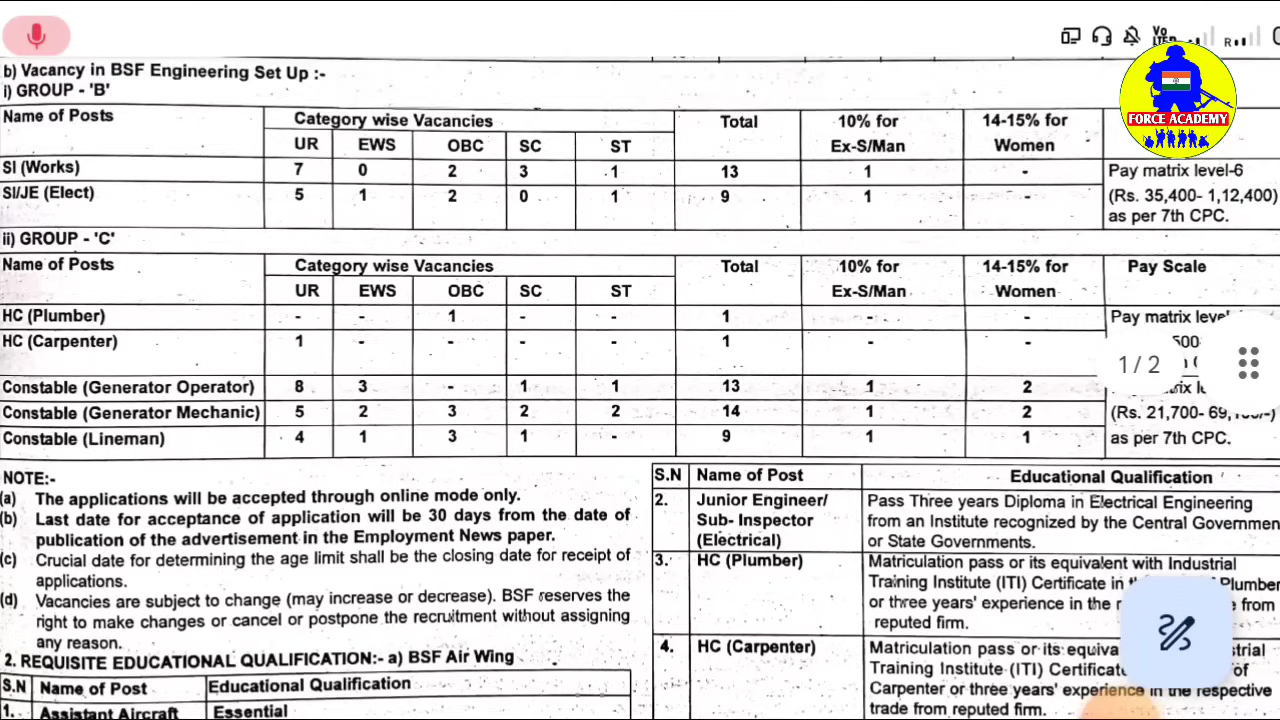 b) Vacancy in BSF Engineering Set Up :-
i) GROUP - 'B'
Name of Posts Category wise Vacancies Total 10% for Ex-S/Man 14-15% for Women
UR EWS OBC SC ST
SI (Works) 7 0 2 3 1 13 1 - Pay matrix level-6
SI/JE (Elect) 5 1 2 0 1 9 1 - (Rs. 35,400- 1,12,400)
as per 7th CPC.
ii) GROUP - 'C'
Name of Posts Category wise Vacancies Total 10% for Ex-S/Man 14-15% for Women Pay Scale
UR EWS OBC SC ST
HC (Plumber) - - 1 - - 1 - - Pay matrix
HC (Carpenter) 1 - - - - 1 - -
Constable (Generator Operator) 8 3 - 1 1 13 1 2
Constable (Generator Mechanic) 5 2 3 2 2 14 1 2 (Rs. 21,700-
Constable (Lineman) 4 1 3 1 - 9 1 1 as per 7th CPC.
NOTE:-
(a) The applications will be accepted through online mode only.
(b) Last date for acceptance of application will be 30 days from the date of
publication of the advertisement in the Employment News paper.
(c) Crucial date for determining the age limit shall be the closing date for receipt of
applications.
(d) Vacancies are subject to change (may increase or decrease). BSF reserves the
right to make changes or cancel or postpone the recruitment without assigning
any reason.
2. REQUISITE EDUCATIONAL QUALIFICATION:- a) BSF Air Wing
S.N Name of Post Educational Qualification
1. Assistant Aircraft Essential
S.N Name of Post Educational Qualification
2. Junior Engineer/ Pass Three years Diploma in Electrical Engineering
Sub- Inspector from an Institute recognized by the Central Governmen
(Electrical) or State Governments.
3. HC (Plumber) Matriculation pass or its equivalent with Industrial
Training Institute (ITI) Certificate in Plumber
or three years' experience in the from
reputed firm.
4. HC (Carpenter) Matriculation pass or its
Training Institute (ITI) of
Carpenter or three years' experience in the respective
trade from reputed firm.
FORCE ACADEMY
1/2